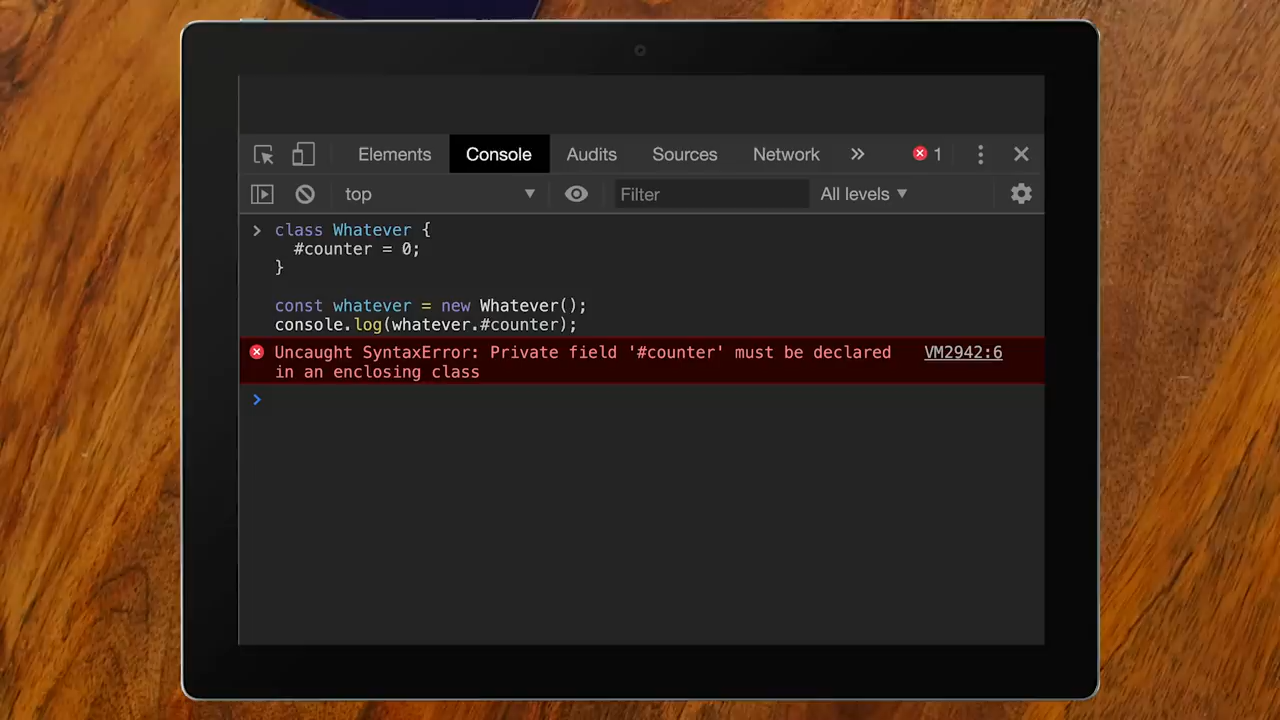 Elements Console Audits Sources Network » 1
top Filter All levels
> class Whatever {
#counter = 0;
}
const whatever = new Whatever();
console.log(whatever.#counter);
Uncaught SyntaxError: Private field '#counter' must be declared VM2942:6
in an enclosing class
>